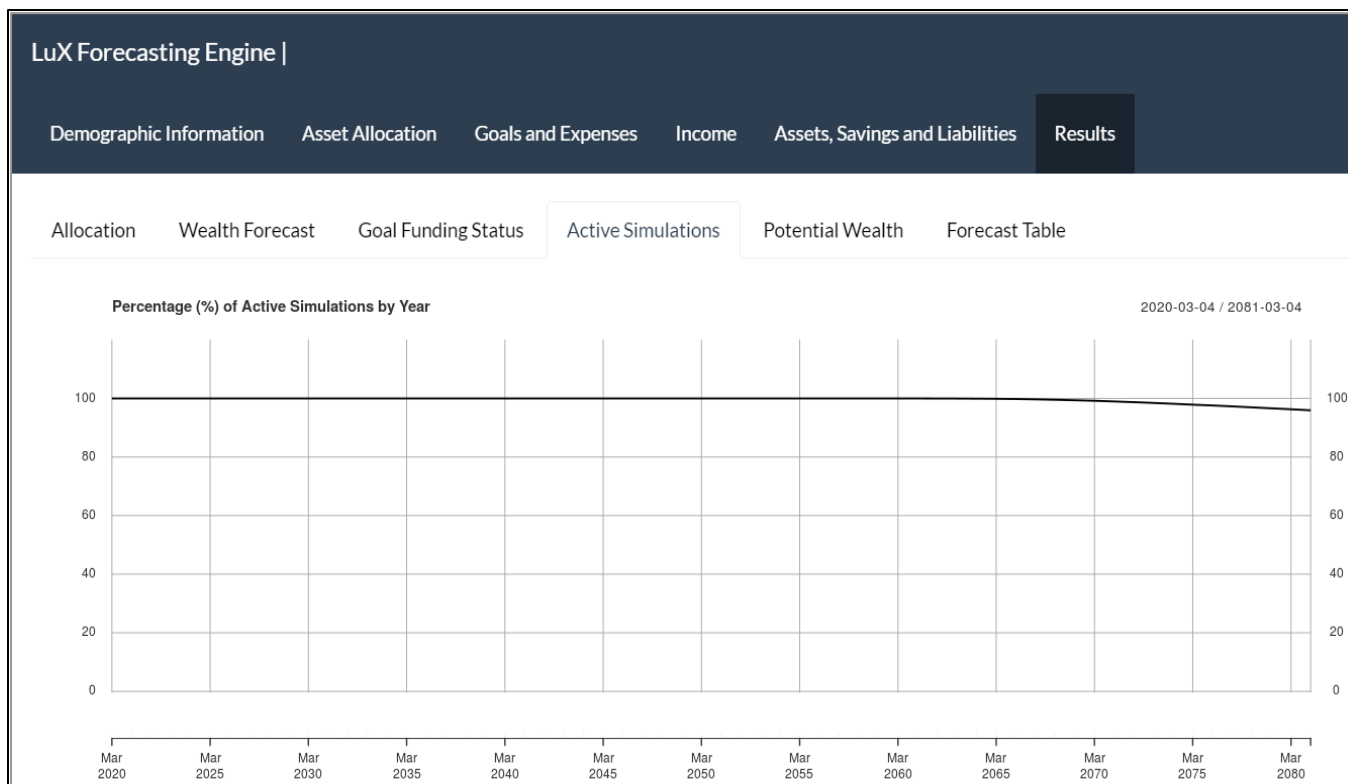 LuX Forecasting Engine |
Demographic Information Asset Allocation Goals and Expenses Income Assets, Savings and Liabilities Results
Allocation Wealth Forecast Goal Funding Status Active Simulations Potential Wealth Forecast Table
Percentage (%) of Active Simulations by Year 2020-03-04 / 2081-03-04
100 100
80 80
60 60
40 40
20 20
0 0
Mar Mar Mar Mar Mar Mar Mar Mar Mar Mar Mar Mar Mar
2020 2025 2030 2035 2040 2045 2050 2055 2060 2065 2070 2075 2080